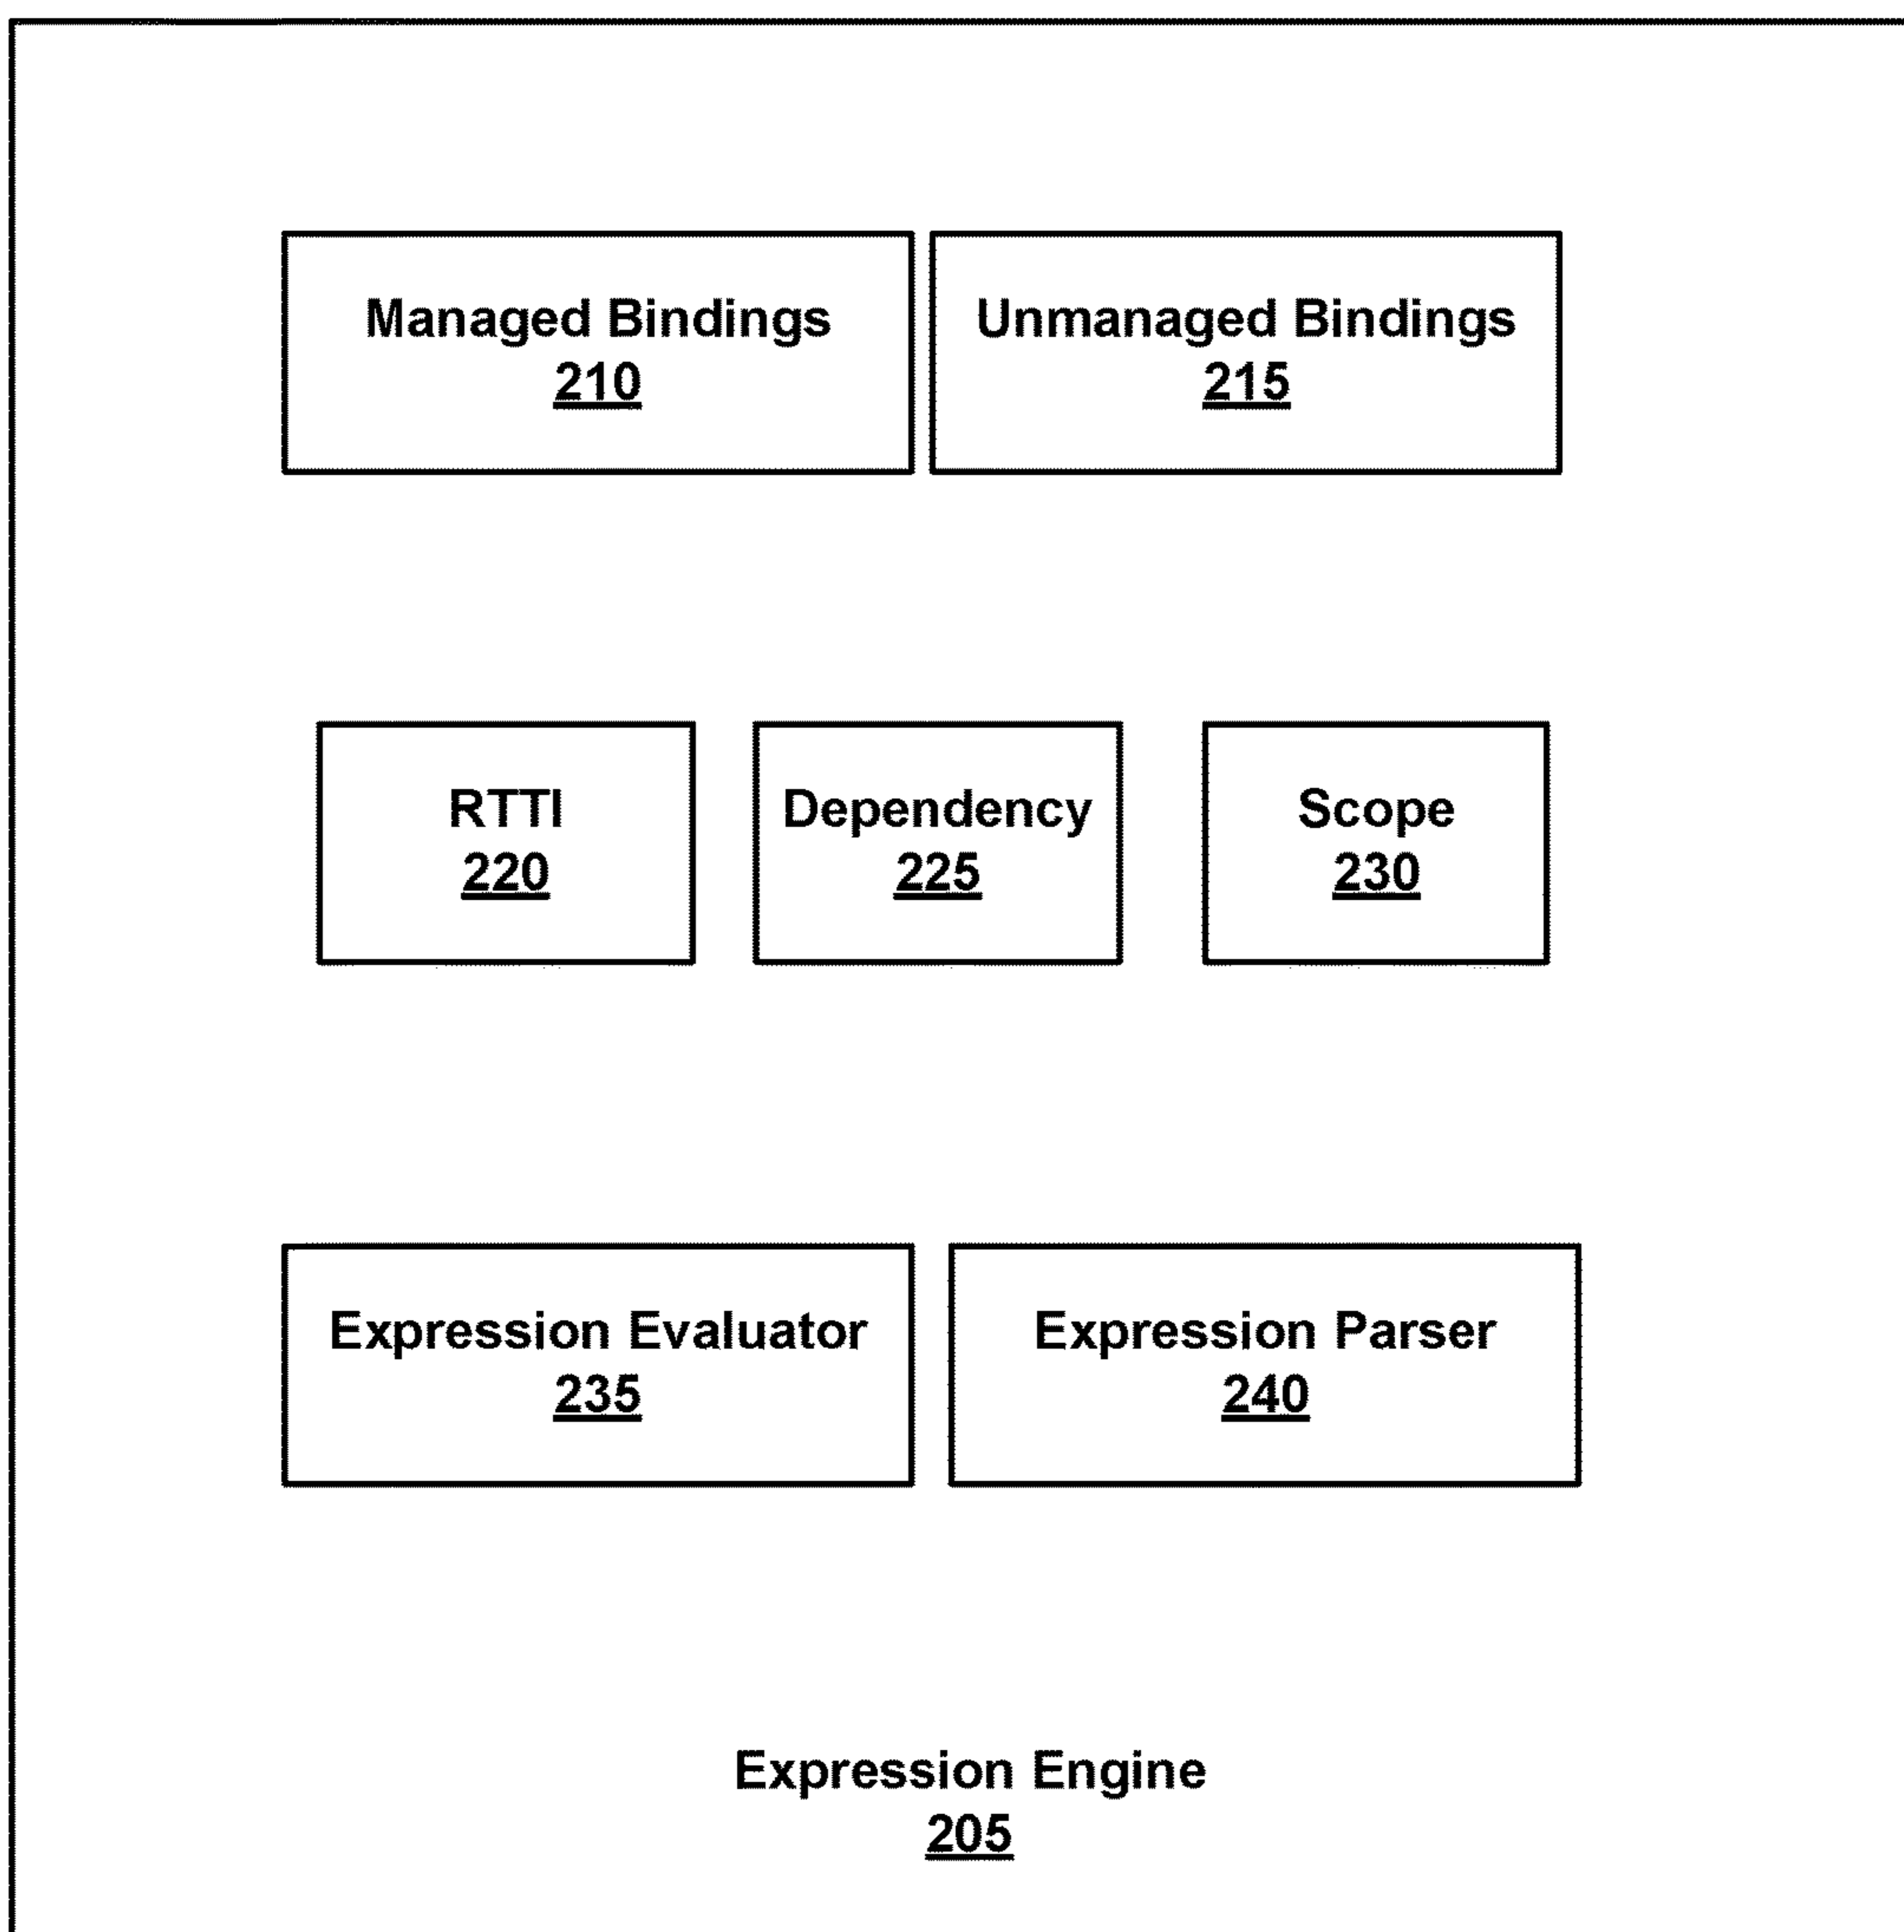 Managed Bindings
210
Unmanaged Bindings
215
RTTI
220
Dependency
225
Scope
230
Expression Evaluator
235
Expression Parser
240
Expression Engine
205